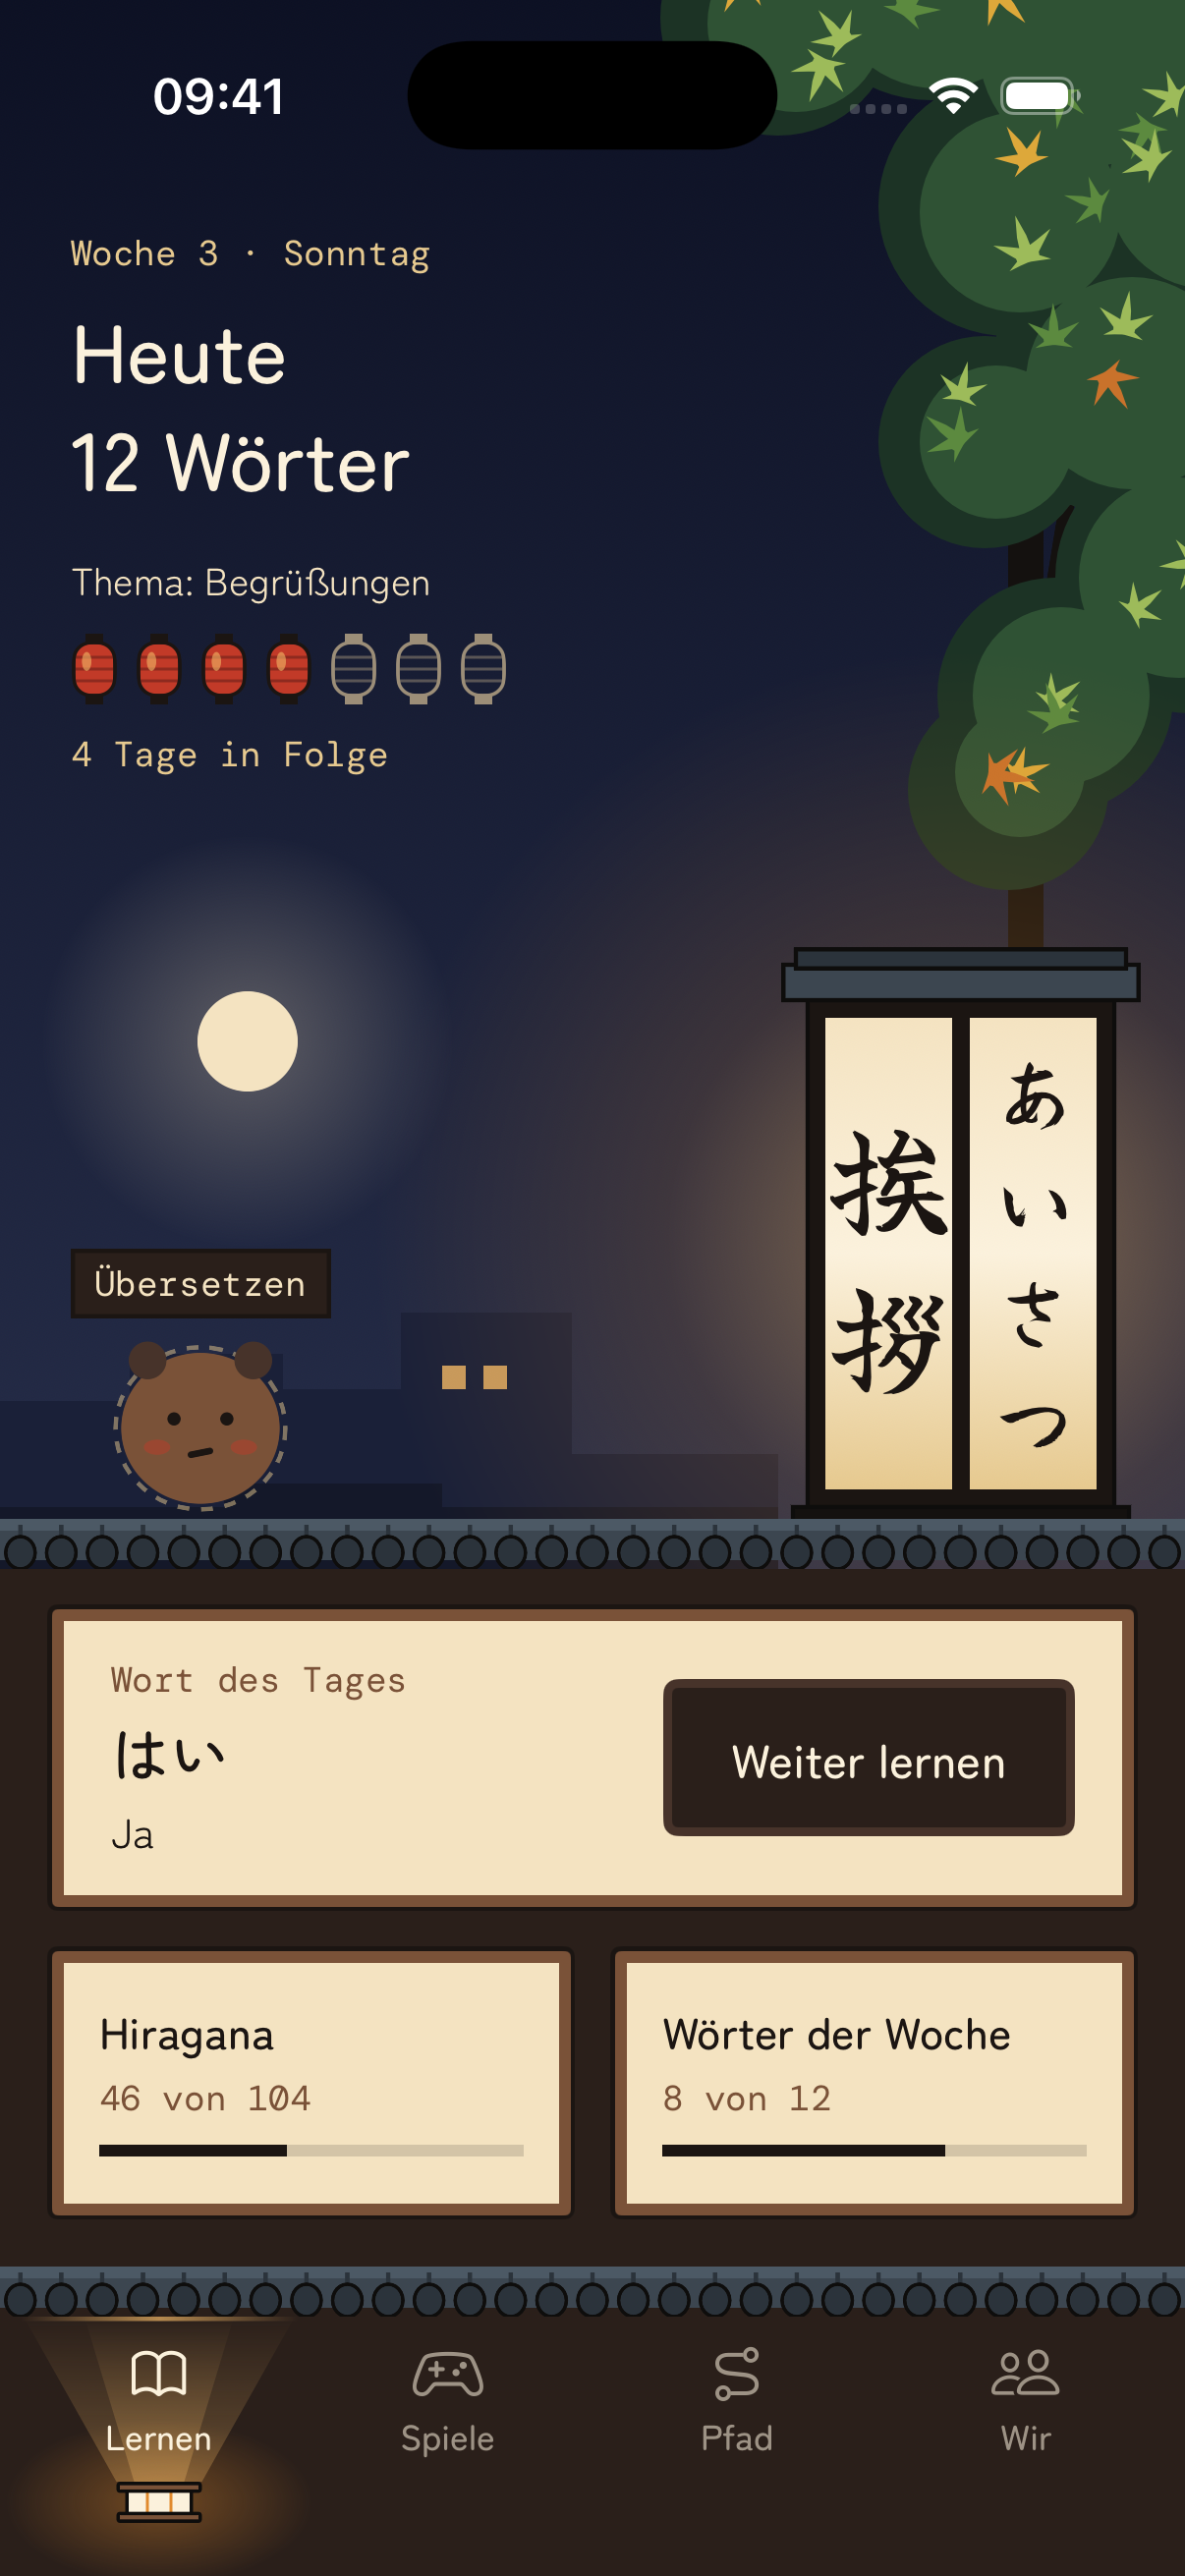 09:41
Woche 3 · Sonntag
Heute
12 Wörter
Thema: Begrüßungen
4 Tage in Folge
あいさつ
挨拶
Übersetzen
Wort des Tages
はい
Ja
Weiter lernen
Hiragana
46 von 104
Wörter der Woche
8 von 12
Lernen
Spiele
Pfad
Wir